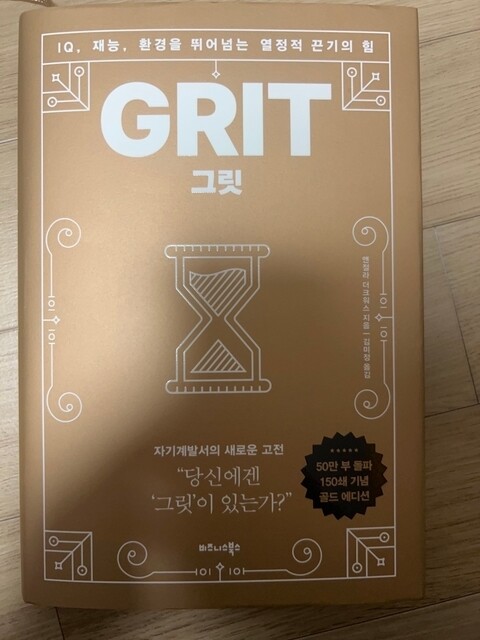 IQ, 재능, 환경을 뛰어넘는 열정적 끈기의 힘
GRIT
그릿
앤절라 더크워스 지음 | 김미정 옮김
자기계발서의 새로운 고전
“당신에겐
‘그릿’이 있는가?”
50만 부 돌파
150쇄 기념
골드 에디션
비즈니스북스